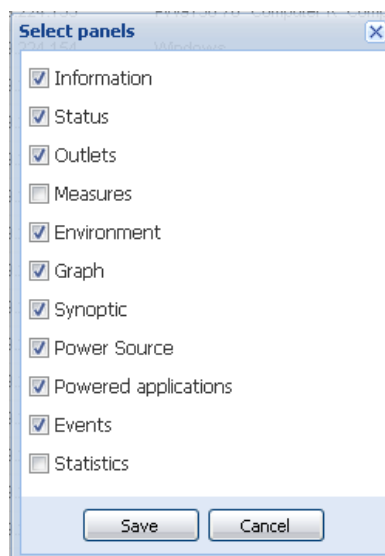 Select panels
Information
Status
Outlets
Measures
Environment
Graph
Synoptic
Power Source
Powered applications
Events
Statistics
Save
Cancel